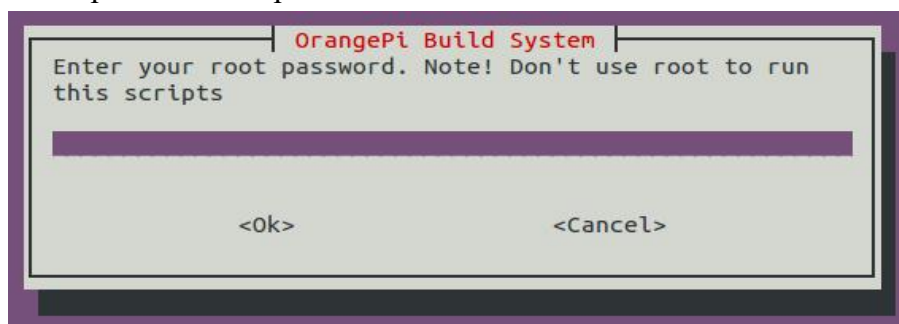 OrangePi Build System
Enter your root password. Note! Don't use root to run
this scripts
<Ok> <Cancel>